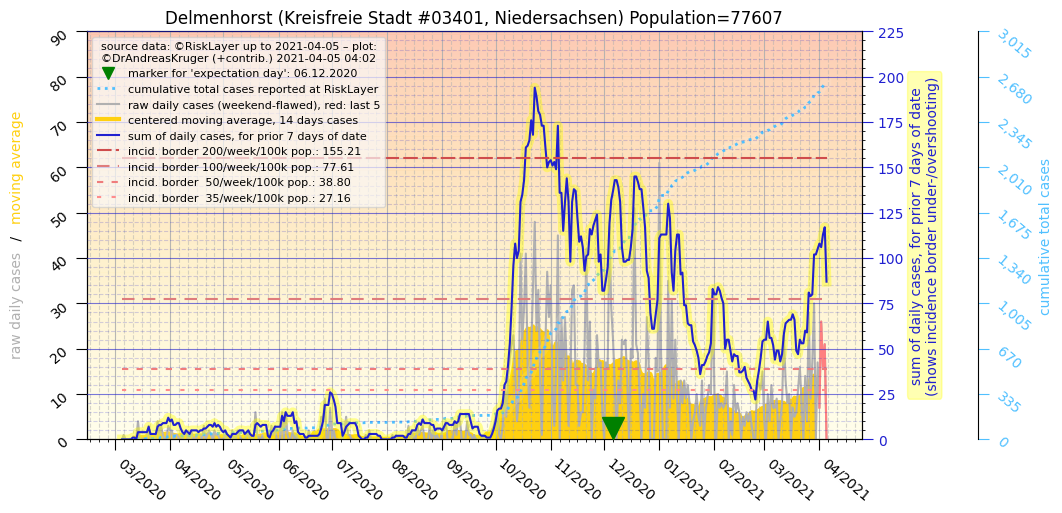 Delmenhorst (Kreisfreie Stadt #03401, Niedersachsen) Population=77607
source data: ©RiskLayer up to 2021-04-05 – plot:
©DrAndreasKruger (+contrib.) 2021-04-05 04:02
marker for 'expectation day': 06.12.2020
cumulative total cases reported at RiskLayer
raw daily cases (weekend-flawed), red: last 5
centered moving average, 14 days cases
sum of daily cases, for prior 7 days of date
incid. border 200/week/100k pop.: 155.21
incid. border 100/week/100k pop.: 77.61
incid. border  50/week/100k pop.: 38.80
incid. border  35/week/100k pop.: 27.16
raw daily cases / moving average
90
80
70
60
50
40
30
20
10
0
225
200
175
150
125
100
75
50
25
0
sum of daily cases, for prior 7 days of date
(shows incidence border under-/overshooting)
3,015
2,680
2,345
2,010
1,675
1,340
1,005
670
335
0
cumulative total cases
03/2020
04/2020
05/2020
06/2020
07/2020
08/2020
09/2020
10/2020
11/2020
12/2020
01/2021
02/2021
03/2021
04/2021